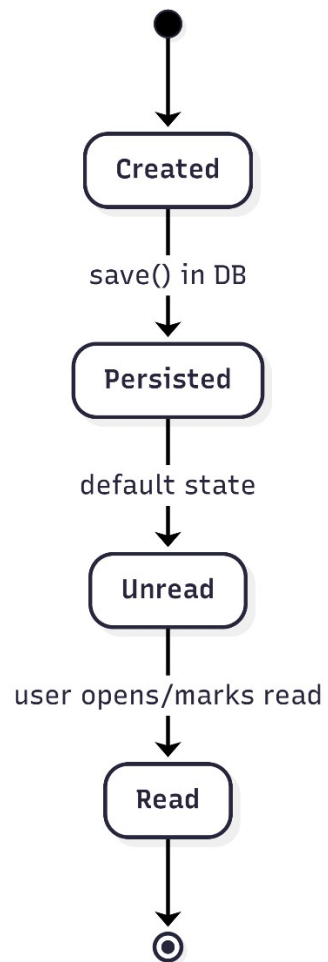 Created
save() in DB
Persisted
default state
Unread
user opens/marks read
Read